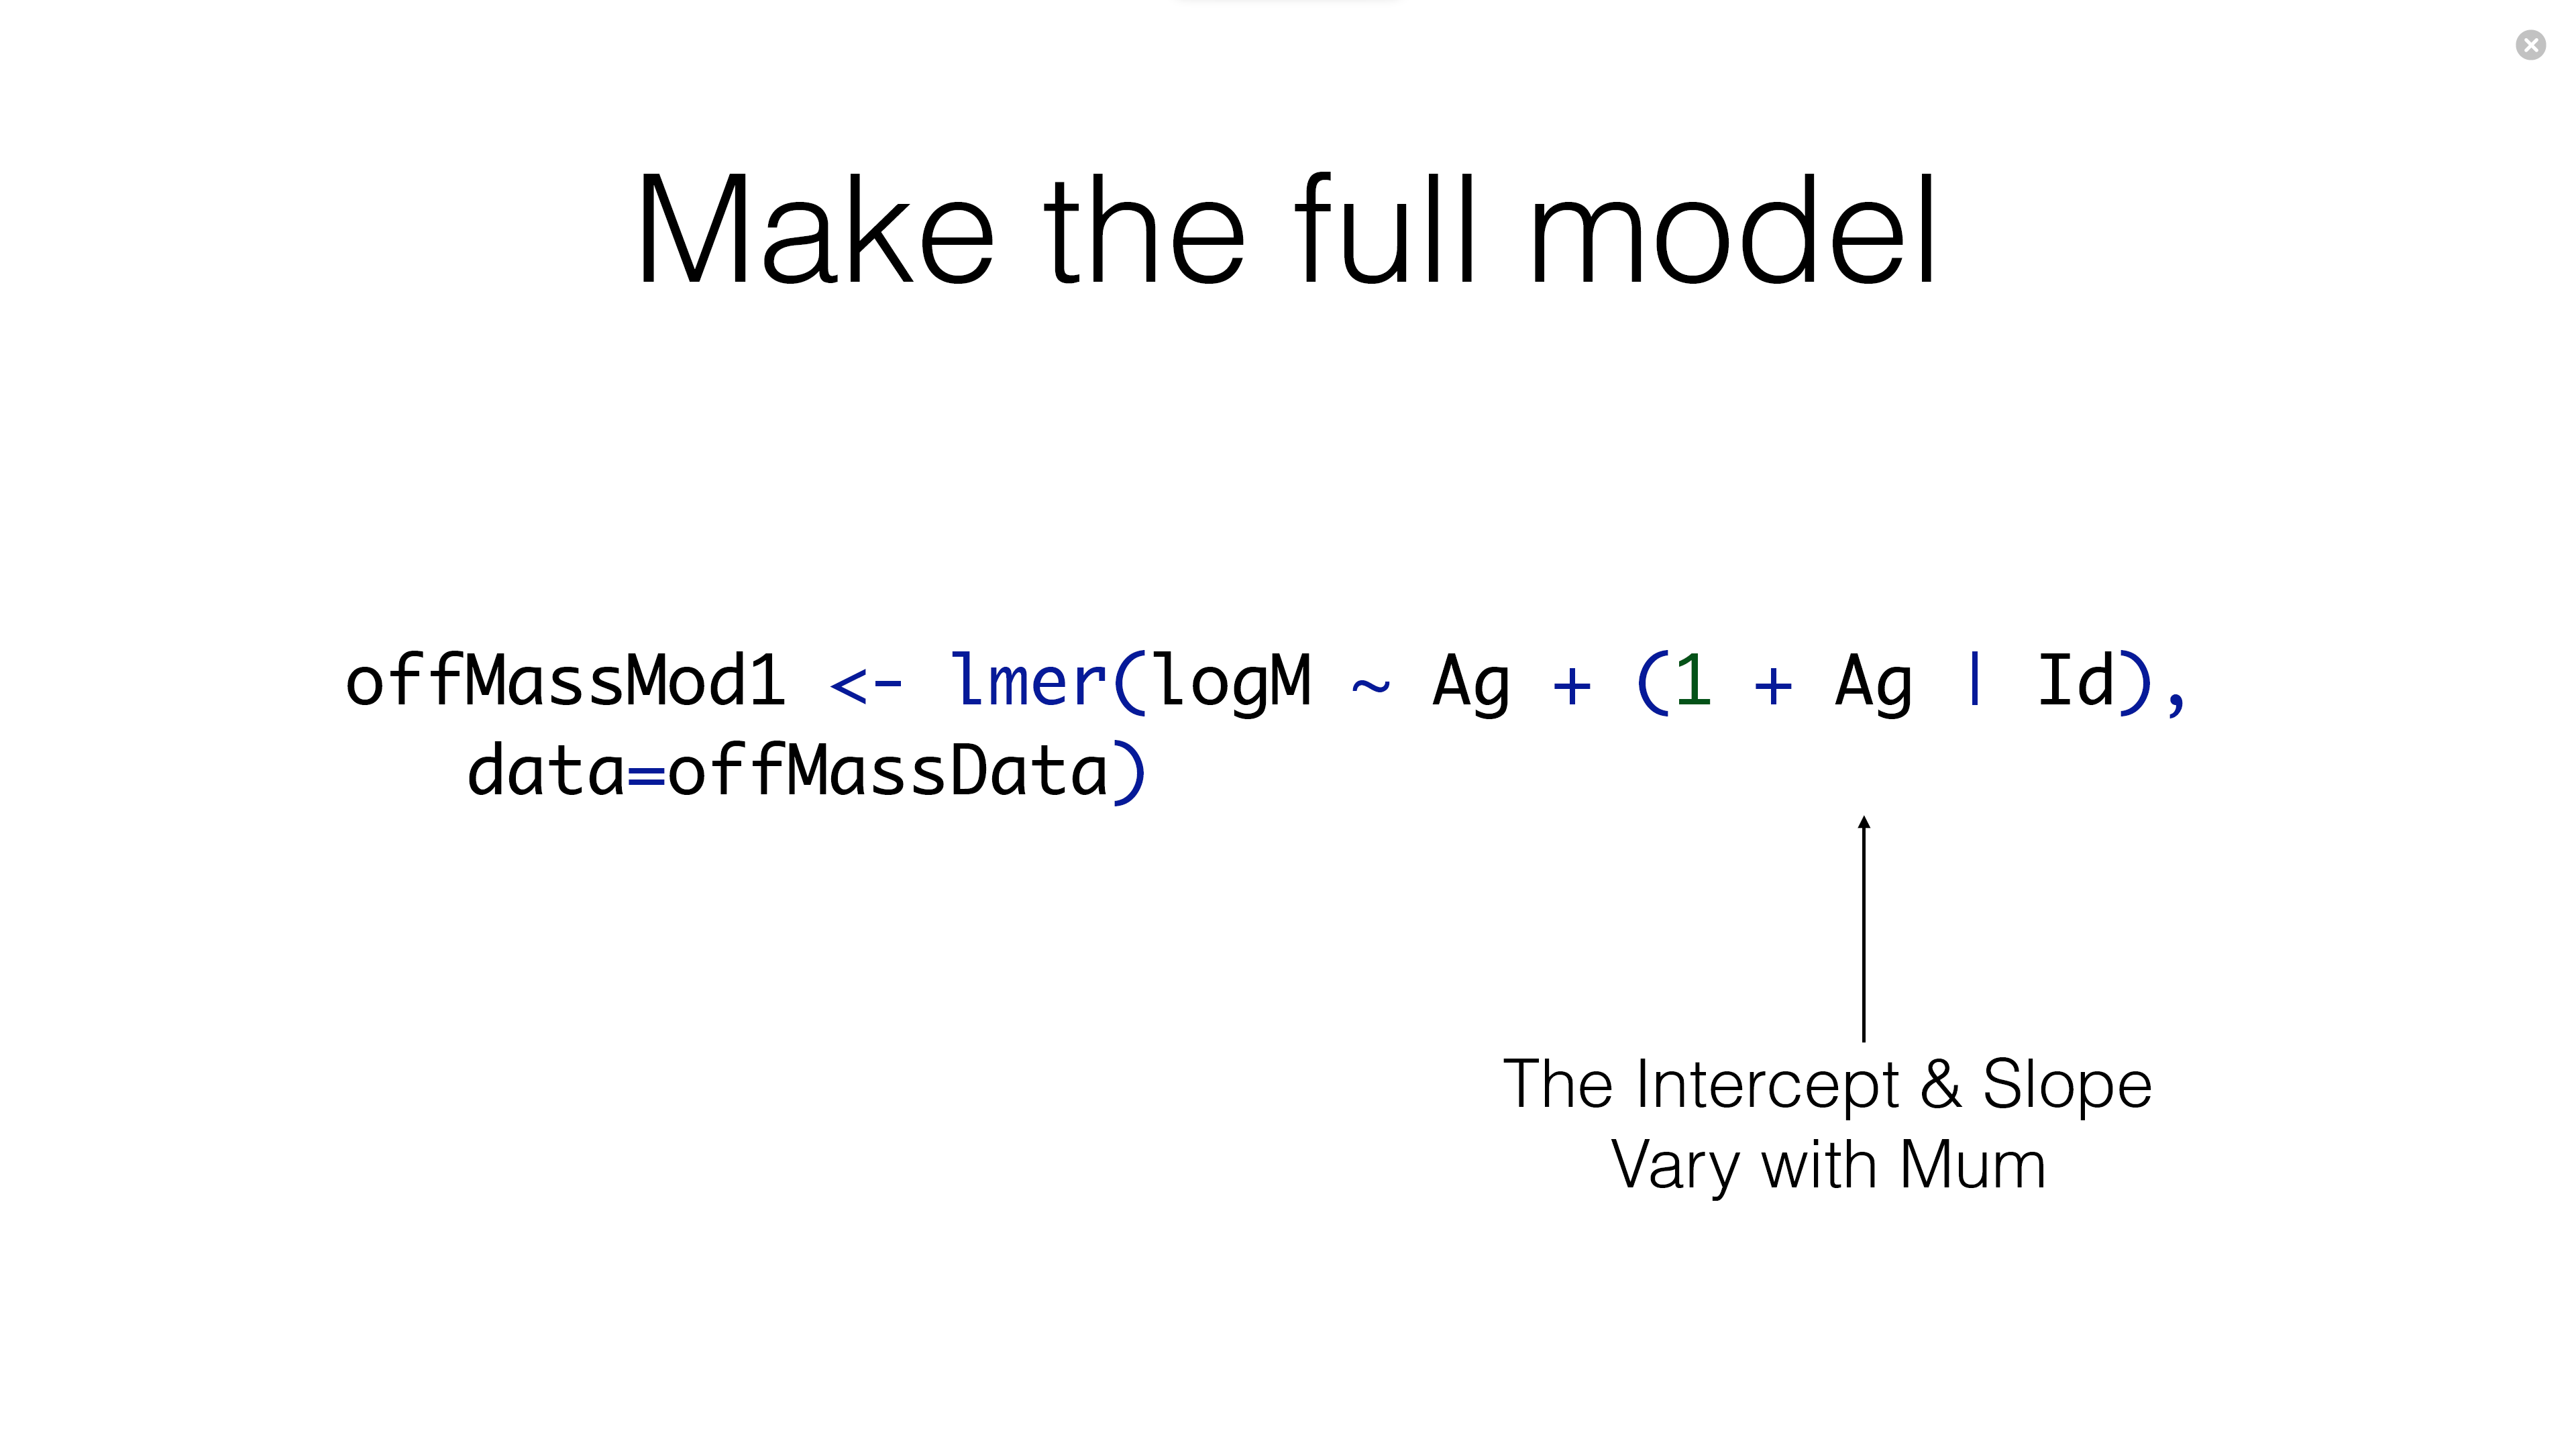 Make the full model
offMassMod1 <- lmer(logM ~ Ag + (1 + Ag | Id),
data=offMassData)
The Intercept & Slope
Vary with Mum